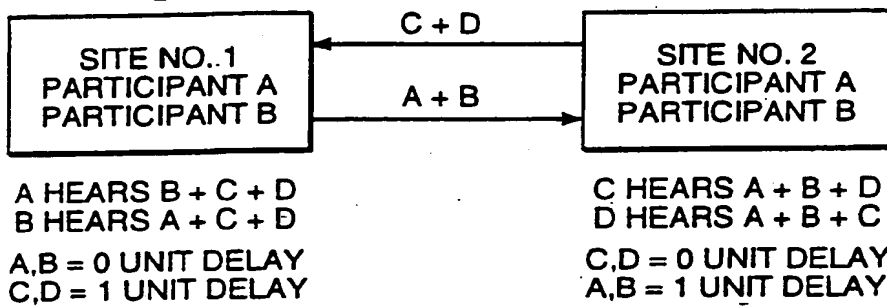 C + D
SITE NO. 1
PARTICIPANT A
PARTICIPANT B
A + B
SITE NO. 2
PARTICIPANT A
PARTICIPANT B
A HEARS B + C + D
B HEARS A + C + D
A,B = 0 UNIT DELAY
C,D = 1 UNIT DELAY
C HEARS A + B + D
D HEARS A + B + C
C,D = 0 UNIT DELAY
A,B = 1 UNIT DELAY